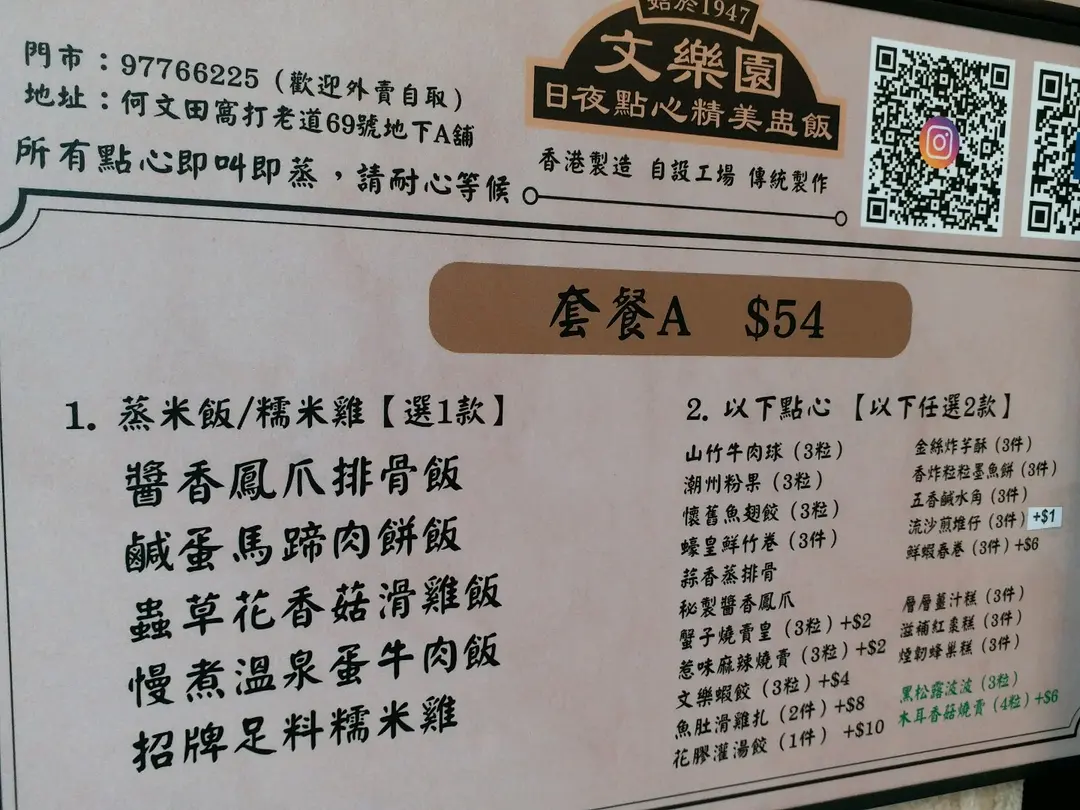 門市：97766225（歡迎外賣自取）
地址：何文田窩打老道69號地下A舖
所有點心即叫即蒸，請耐心等候
始於1947
文樂園
日夜點心精美盅飯
香港製造 自設工場 傳統製作
套餐A $54
1. 蒸米飯/糯米雞【選1款】
醬香鳳爪排骨飯
鹹蛋馬蹄肉餅飯
蟲草花香菇滑雞飯
慢煮溫泉蛋牛肉飯
招牌足料糯米雞
2. 以下點心 【以下任選2款】
山竹牛肉球（3粒）
潮州粉果（3粒）
懷舊魚翅餃（3粒）
蠔皇鮮竹卷（3件）
蒜香蒸排骨
秘製醬香鳳爪
蟹子燒賣皇（3粒）+$2
惹味麻辣燒賣（3粒）+$2
文樂蝦餃（3粒）+$4
魚肚滑雞扎（2件）+$8
花膠灌湯餃（1件） +$10
金絲炸芋酥（3件）
香炸粒粒墨魚餅（3件）
五香鹹水角（3件）
流沙煎堆仔（3件）+$1
鮮蝦春卷（3件）+$6
層層薑汁糕（3件）
滋補紅棗糕（3件）
煙韌蜂巢糕（3件）
黑松露波波（3粒）
木耳香菇燒賣（4粒）+$6